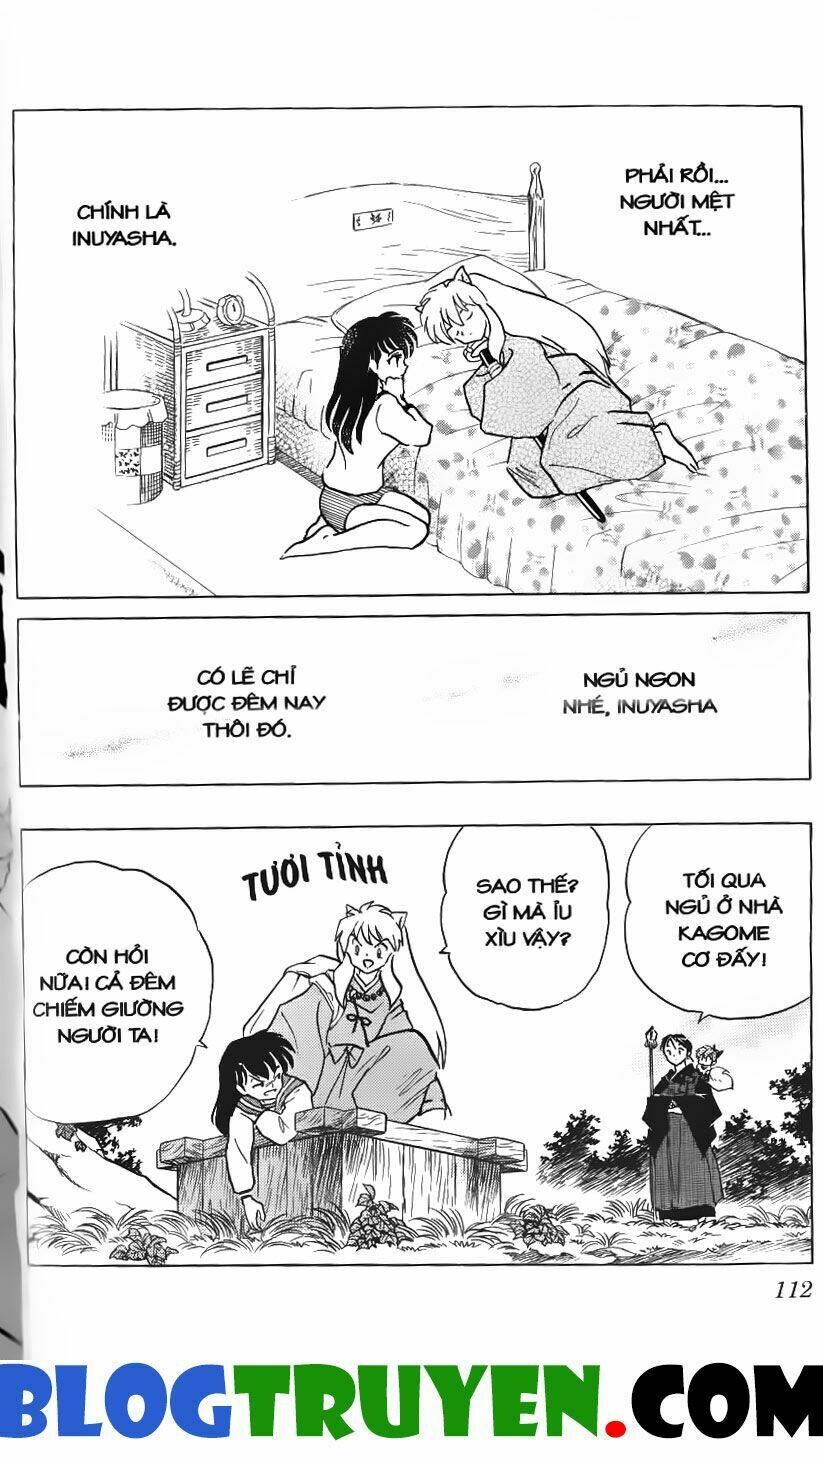 PHẢI RỒI...
NGƯỜI MỆT
NHẤT...
CHÍNH LÀ
INUYASHA.
NGỦ NGON
NHÉ, INUYASHA
CÓ LẼ CHỈ
ĐƯỢC ĐÊM NAY
THÔI ĐÓ.
TỐI QUA
NGỦ Ở NHÀ
KAGOME
CƠ ĐẤY!
SAO THẾ?
GÌ MÀ ỈU
XÌU VẬY?
TƯƠI TỈNH
CÒN HỎI
NỮA! CẢ ĐÊM
CHIẾM GIƯỜNG
NGƯỜI TA!
112
BLOGTRUYEN.COM